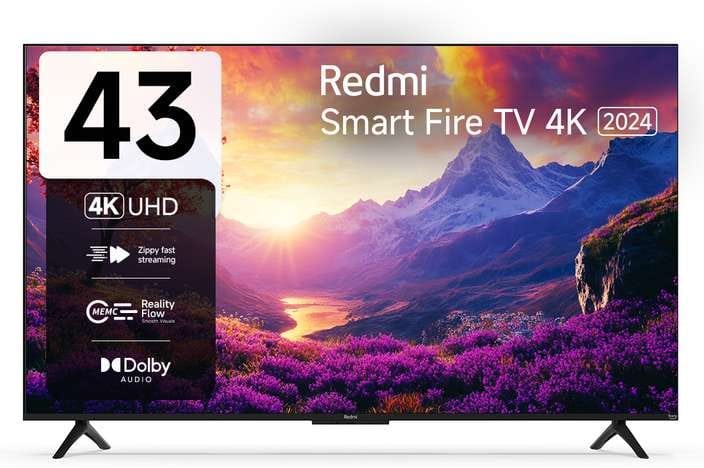 43
4K UHD
Zippy fast
streaming
MEMC
Reality
Flow
Smooth Visuals
Dolby
AUDIO
Redmi
Smart Fire TV 4K 2024
Redmi